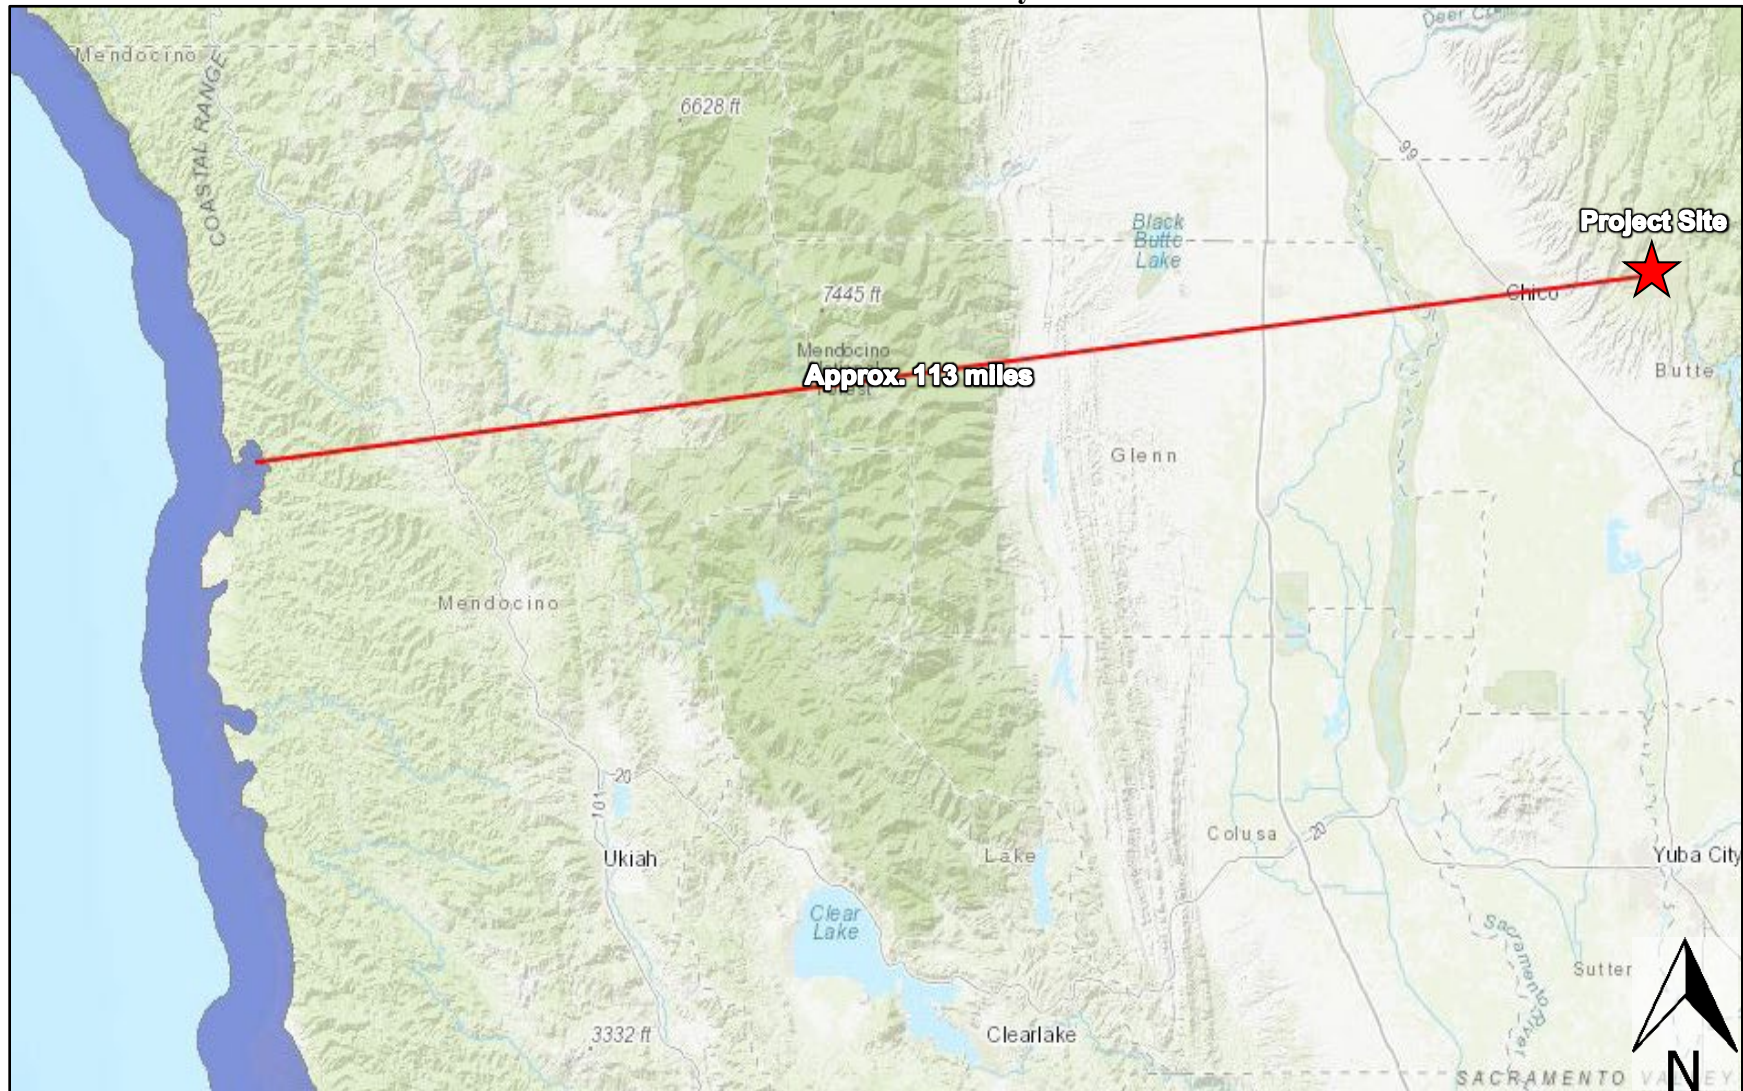 Deer
Mendocino
COASTAL RANGE
6628 ft
99
Black
Butte
Lake
Project Site
7445 ft
Chico
Mendocino
Approx. 113 miles
Forest
Butte
Glenn
Mendocino
20
101
Colusa
20
Ukiah
Lake
Yuba City
Clear
Lake
Sacramento River
Sutter
3332 ft
Clearlake
N
SACRAMENTO VALLEY